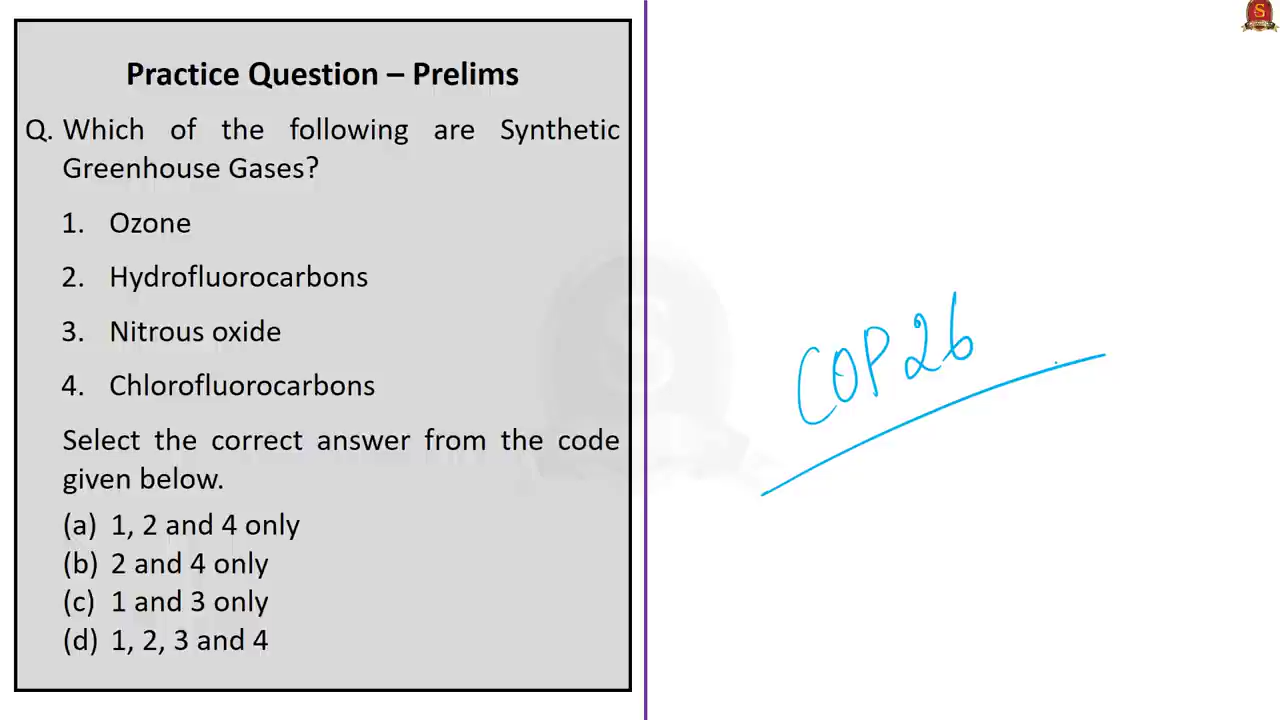 Practice Question – Prelims
Q. Which of the following are Synthetic
Greenhouse Gases?
1. Ozone
2. Hydrofluorocarbons
3. Nitrous oxide
4. Chlorofluorocarbons
Select the correct answer from the code
given below.
(a) 1, 2 and 4 only
(b) 2 and 4 only
(c) 1 and 3 only
(d) 1, 2, 3 and 4
COP26
S